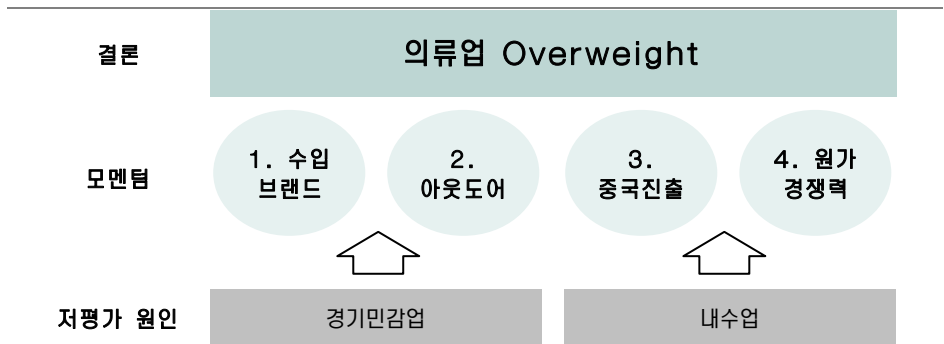 결론
의류업 Overweight
모멘텀
1. 수입
브랜드
2.
아웃도어
3.
중국진출
4. 원가
경쟁력
저평가 원인
경기민감업
내수업